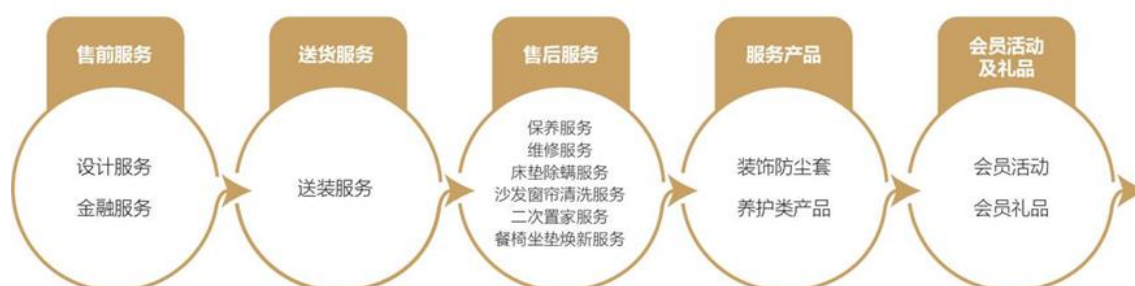 售前服务
设计服务
金融服务
送货服务
送装服务
售后服务
保养服务
维修服务
床垫除螨服务
沙发窗帘清洗服务
二次置家服务
餐椅坐垫焕新服务
服务产品
装饰防尘套
养护类产品
会员活动
及礼品
会员活动
会员礼品